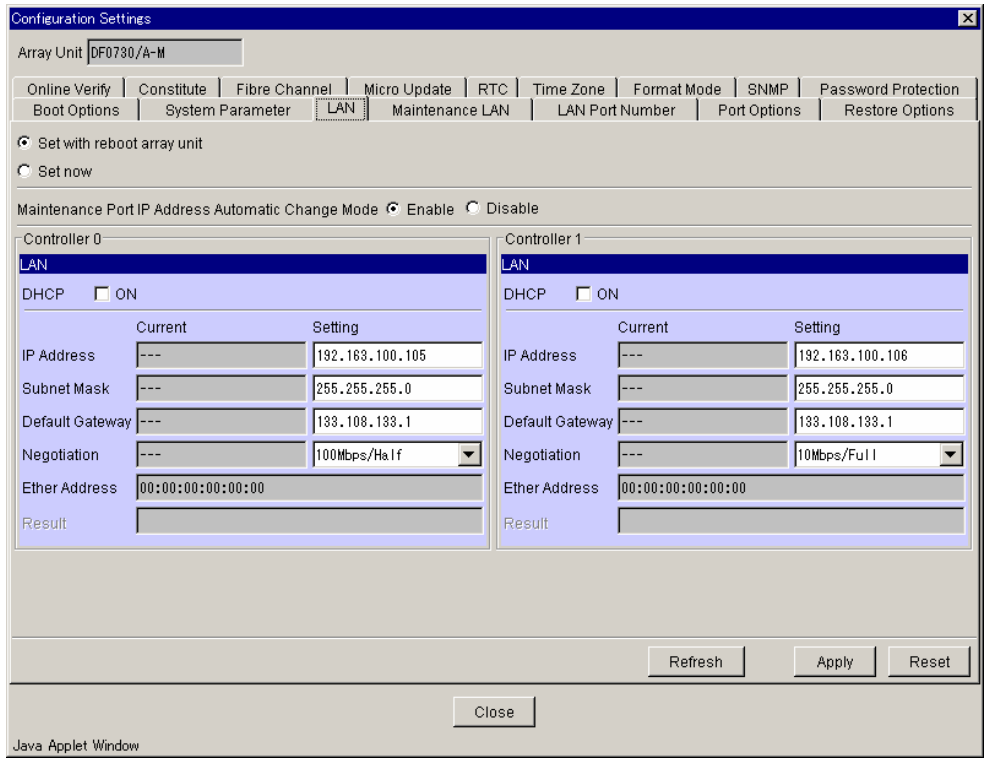 Configuration Settings
Array Unit DF0730/A-M
Online Verify Constitute Fibre Channel Micro Update RTC Time Zone Format Mode SNMP Password Protection
Boot Options System Parameter LAN Maintenance LAN LAN Port Number Port Options Restore Options
Set with reboot array unit
Set now
Maintenance Port IP Address Automatic Change Mode Enable Disable
Controller 0 Controller 1
LAN LAN
DHCP ON DHCP ON
Current Setting Current Setting
IP Address --- 192.163.100.105 IP Address --- 192.163.100.106
Subnet Mask --- 255.255.255.0 Subnet Mask --- 255.255.255.0
Default Gateway --- 133.108.133.1 Default Gateway --- 133.108.133.1
Negotiation --- 100Mbps/Half Negotiation --- 10Mbps/Full
Ether Address 00:00:00:00:00:00 Ether Address 00:00:00:00:00:00
Result Result
Refresh Apply Reset
Close
Java Applet Window